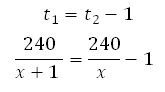 t₁ = t₂ − 1
240/(x + 1) = 240/x − 1